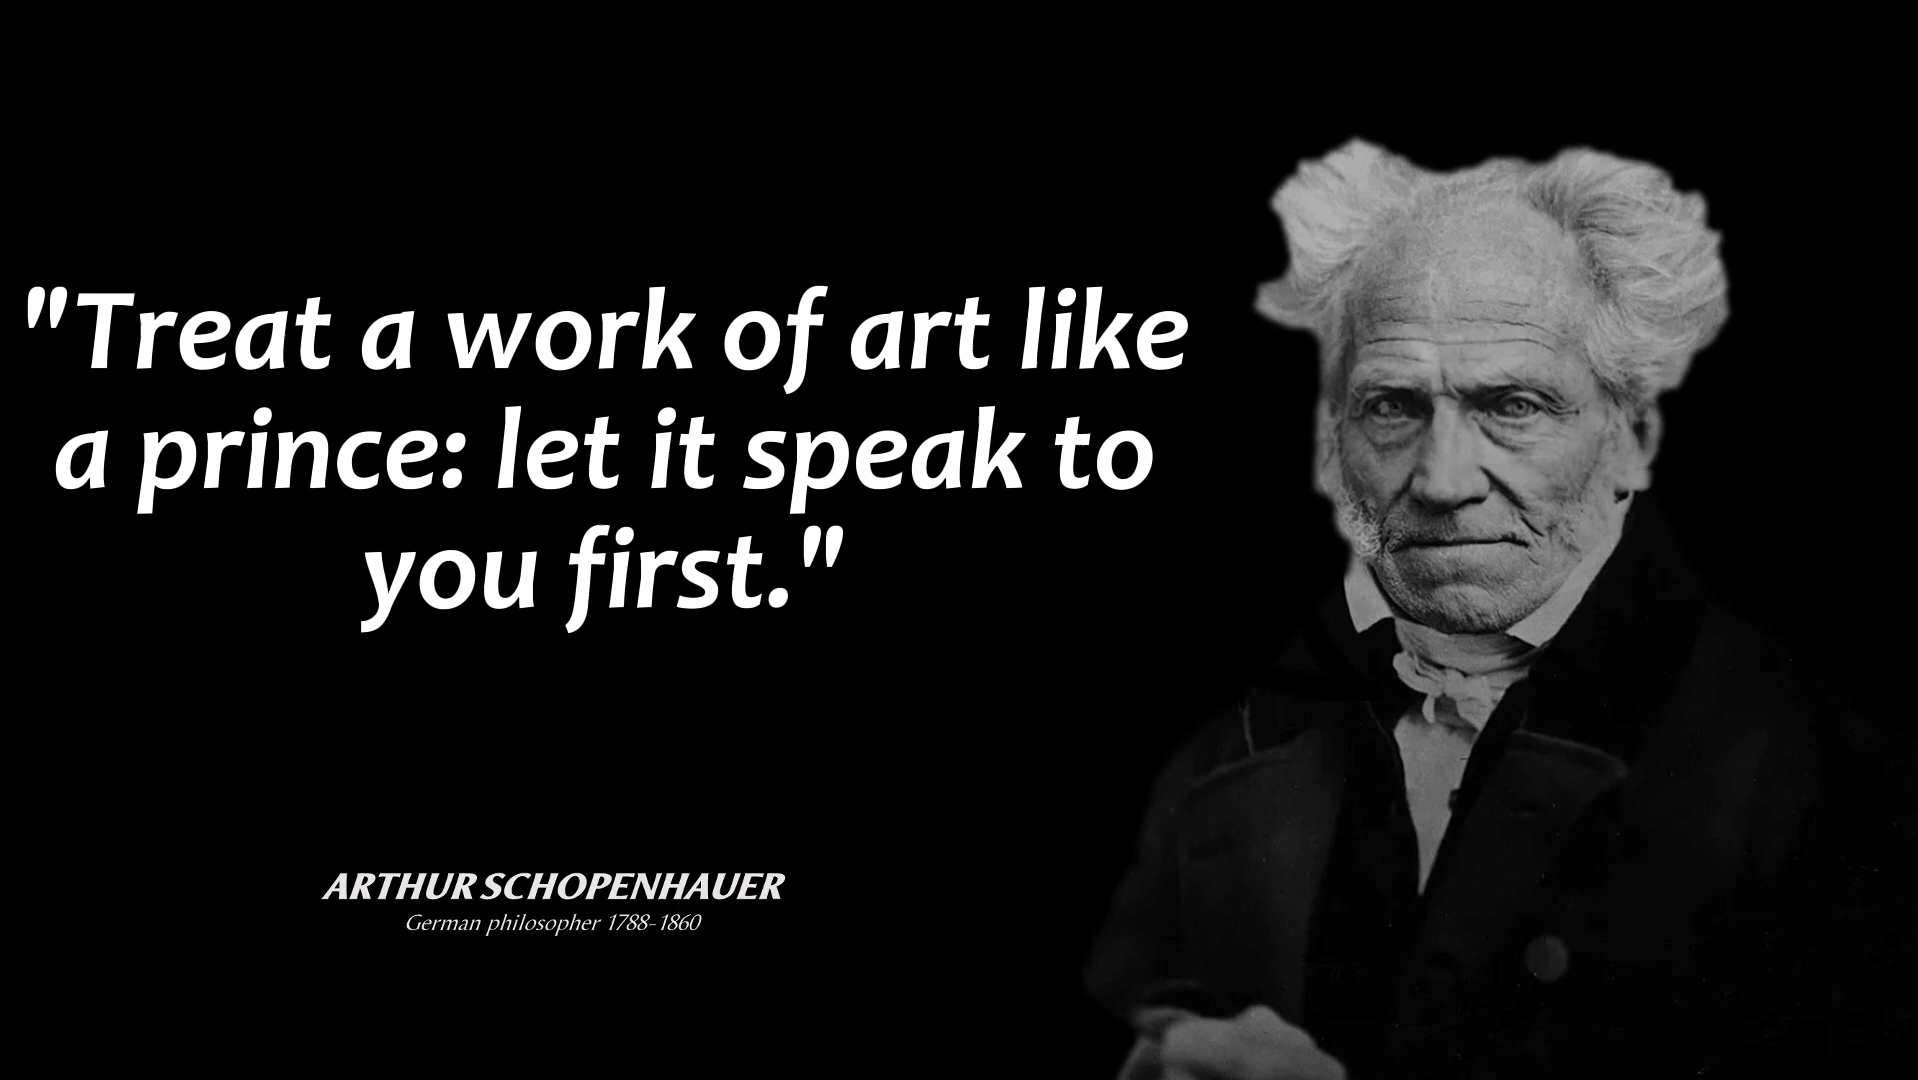 "Treat a work of art like
a prince: let it speak to
you first."
ARTHUR SCHOPENHAUER
German philosopher 1788-1860